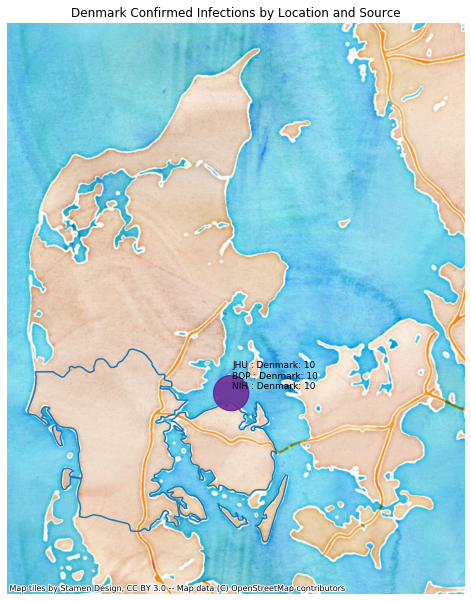 Denmark Confirmed Infections by Location and Source
JHU : Denmark: 10
BOP : Denmark: 10
NIH : Denmark: 10
Map tiles by Stamen Design, CC BY 3.0 -- Map data (C) OpenStreetMap contributors